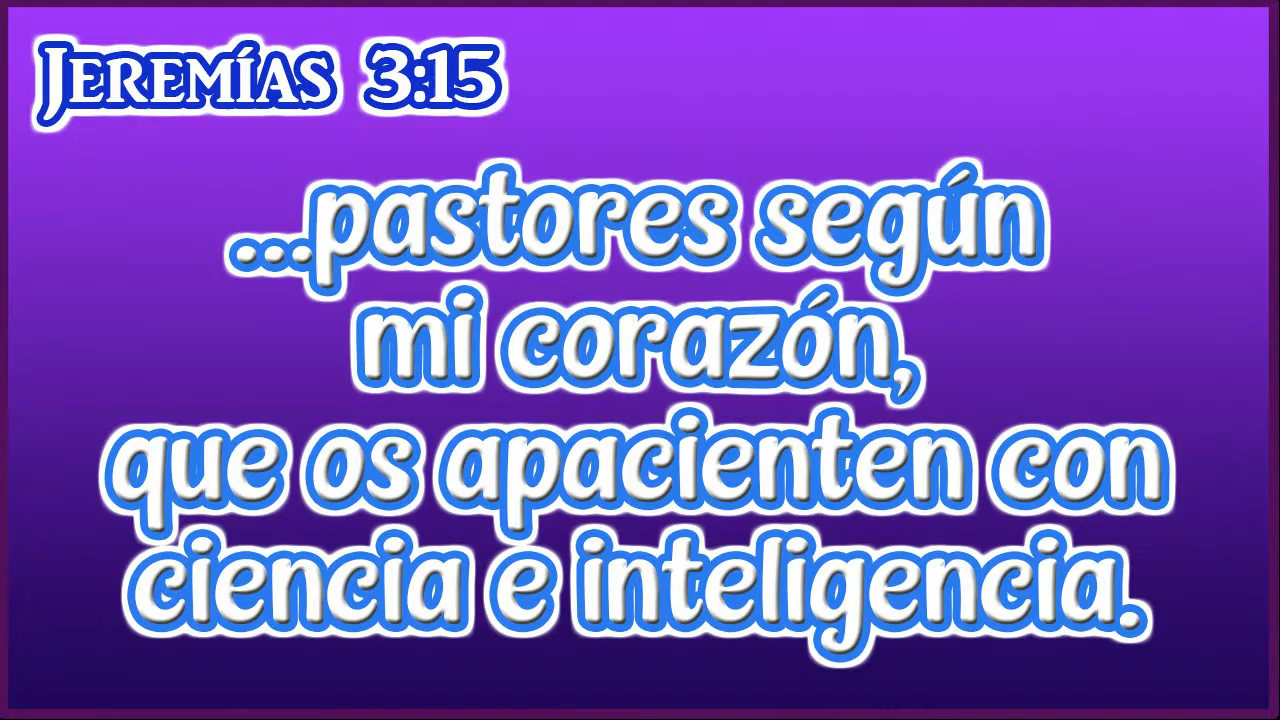 Jeremías 3:15
...pastores según
mi corazón,
que os apacienten con
ciencia e inteligencia.